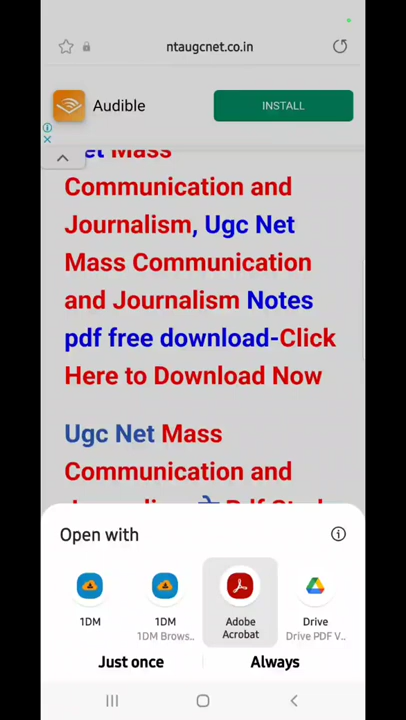 ntaugcnet.co.in
Audible
INSTALL
Net Mass
Communication and
Journalism, Ugc Net
Mass Communication
and Journalism Notes
pdf free download-Click
Here to Download Now
Ugc Net Mass
Communication and
Open with
1DM
1DM
1DM Brows..
Adobe
Acrobat
Drive
Drive PDF V..
Just once
Always